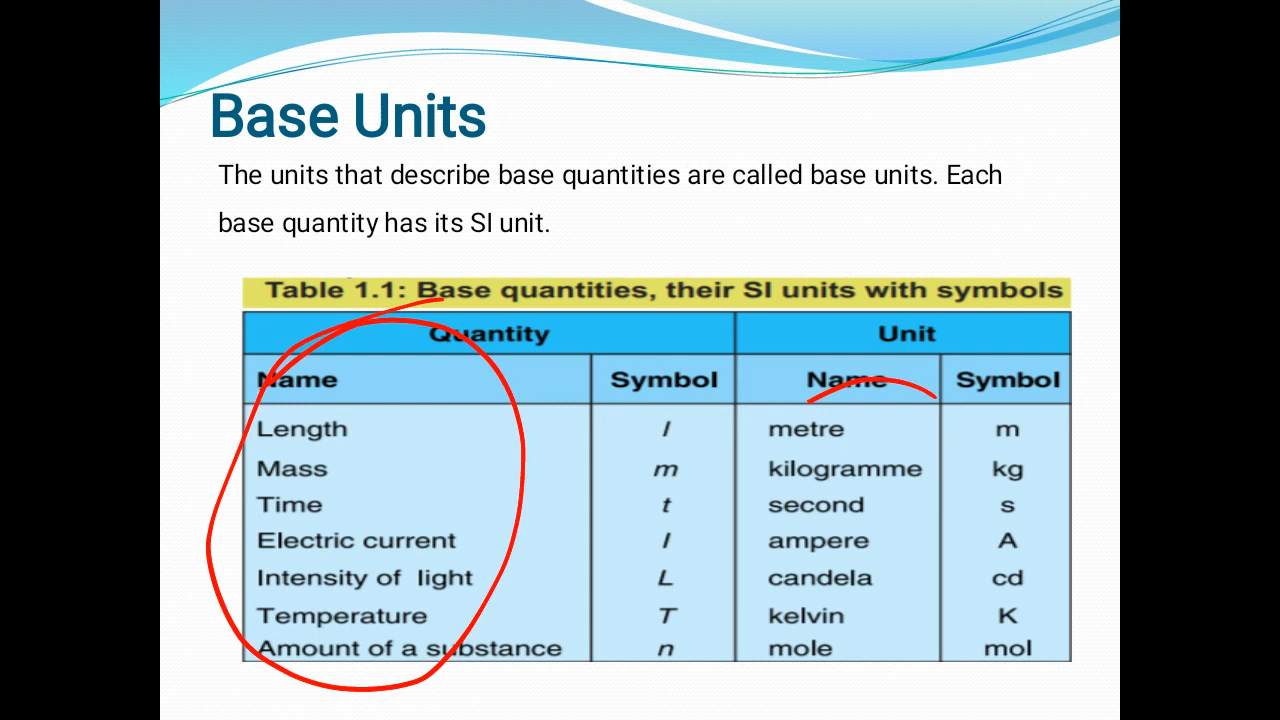 Base Units
The units that describe base quantities are called base units. Each
base quantity has its SI unit.
Table 1.1: Base quantities, their SI units with symbols
Quantity Unit
Name Symbol Name Symbol
Length l metre m
Mass m kilogramme kg
Time t second s
Electric current I ampere A
Intensity of light L candela cd
Temperature T kelvin K
Amount of a substance n mole mol